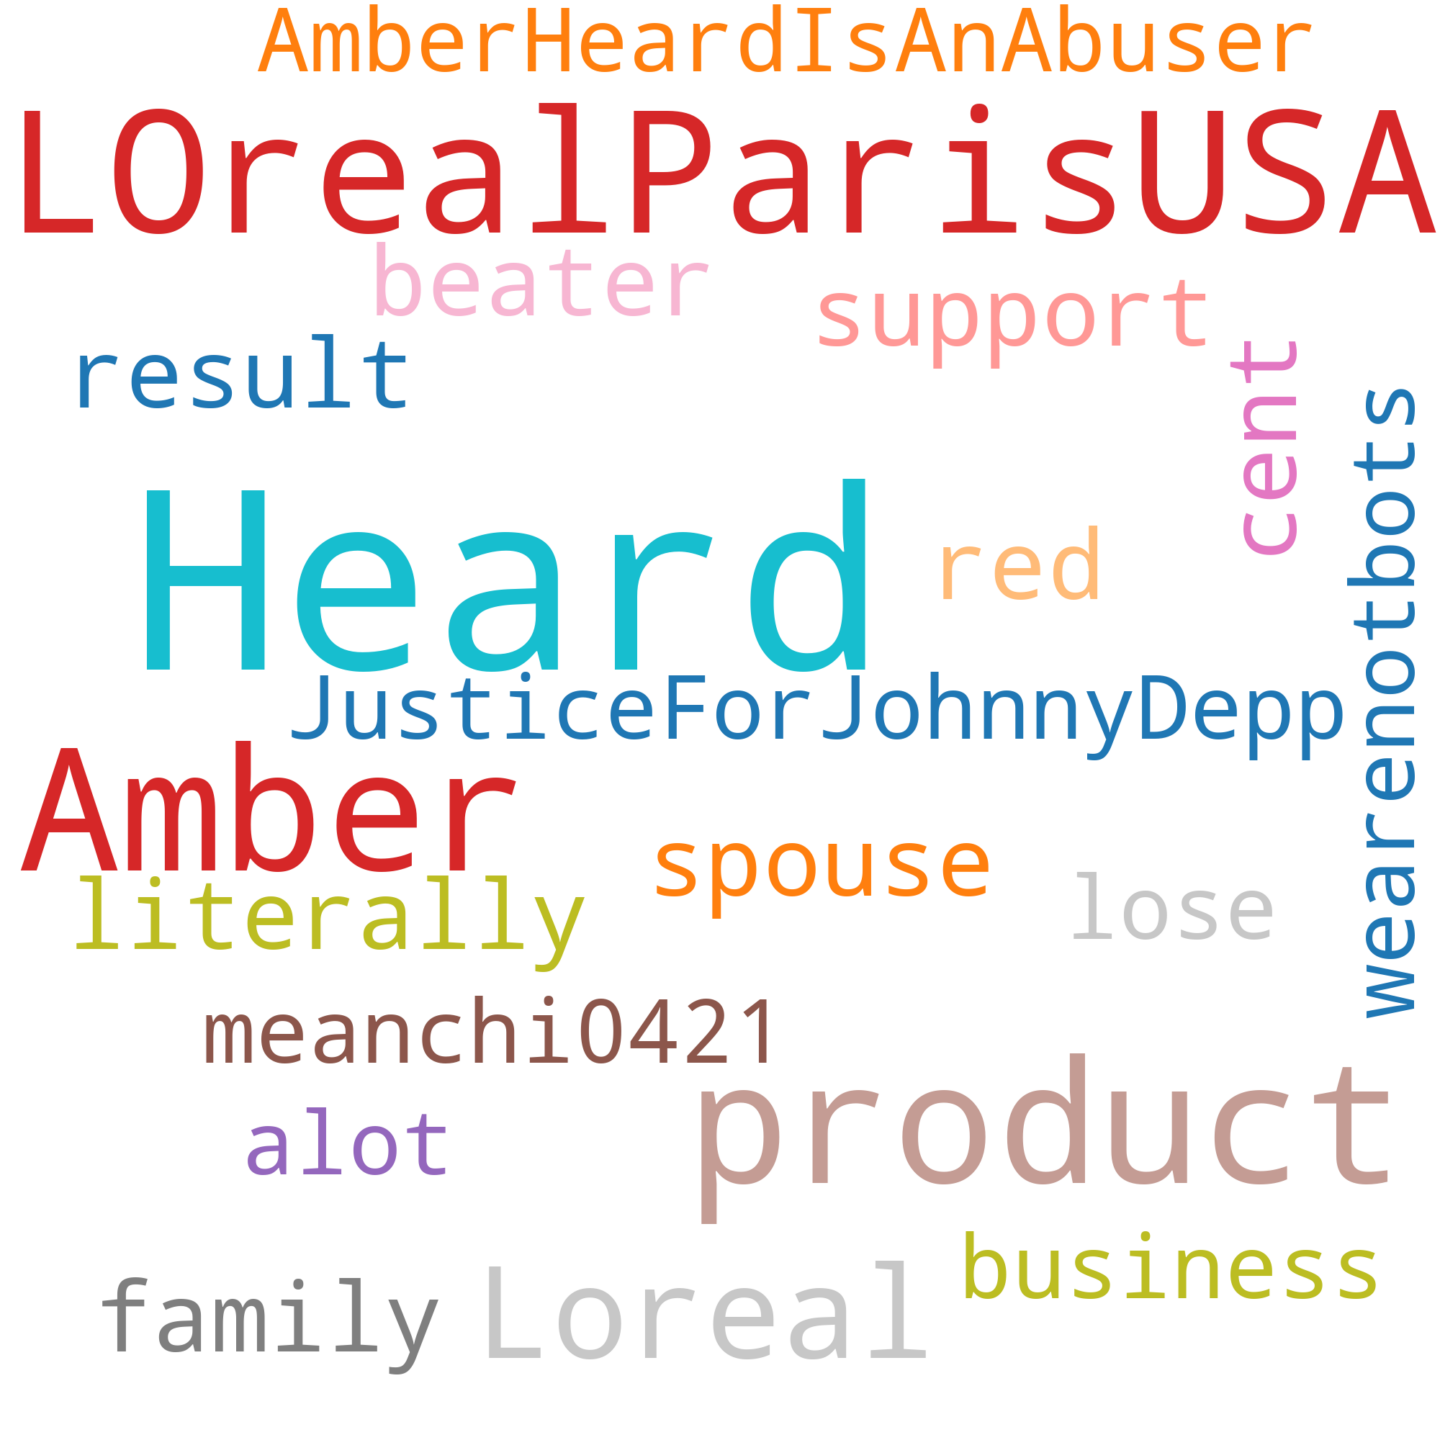 AmberHeardIsAnAbuser
LOrealParisUSA
beater
support
result
cent
wearenotbots
Heard
red
JusticeForJohnnyDepp
Amber
spouse
literally
lose
meanchi0421
product
alot
business
family
Loreal